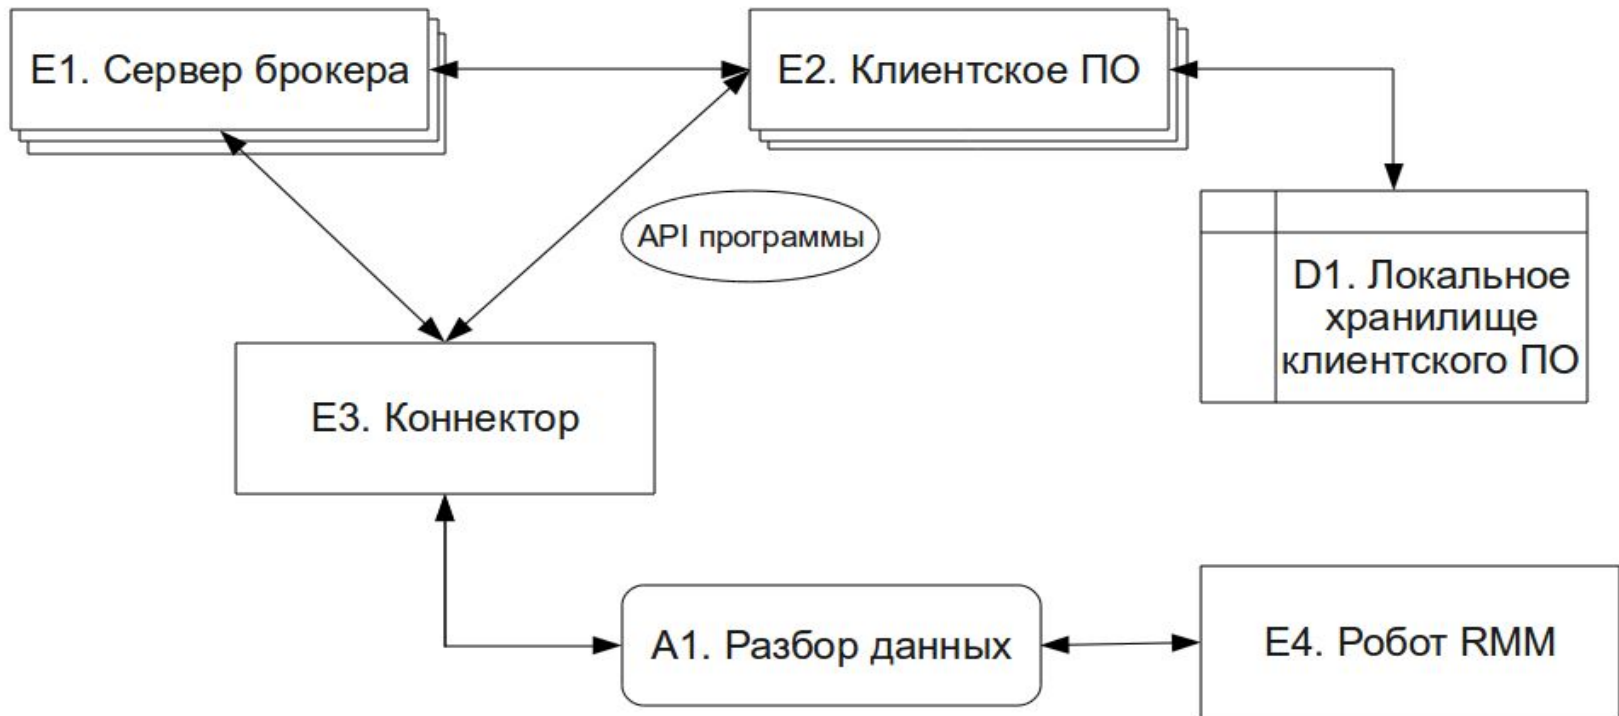 E1. Сервер брокера
E2. Клиентское ПО
API программы
D1. Локальное
хранилище
клиентского ПО
E3. Коннектор
A1. Разбор данных
E4. Робот RMM